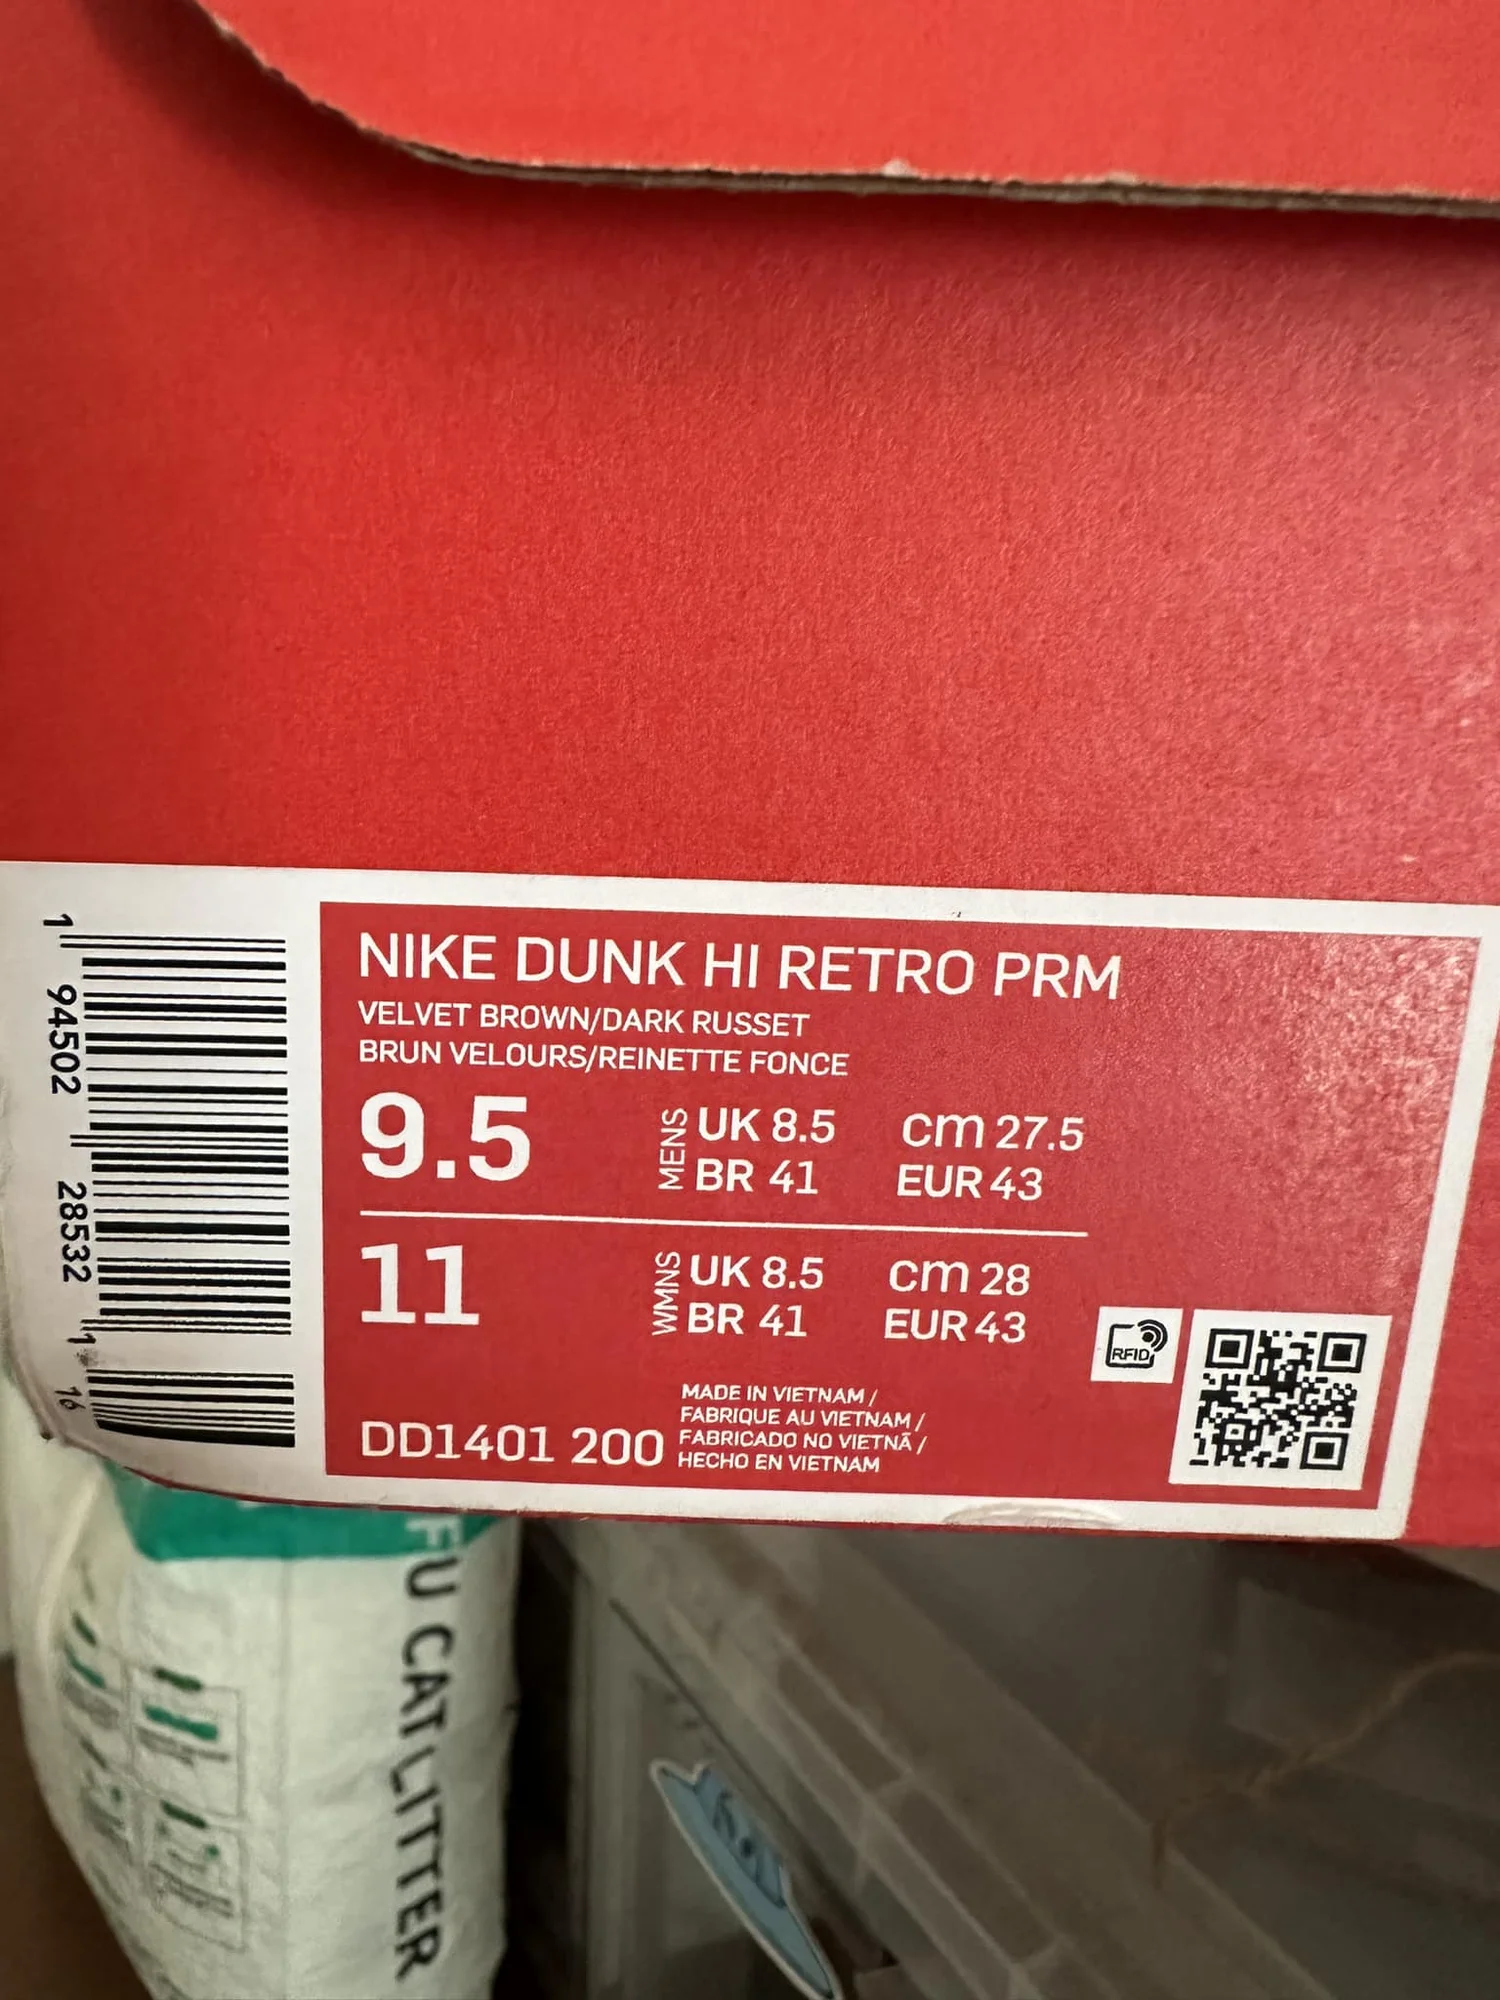 1
94502
28532
1
16
NIKE DUNK HI RETRO PRM
VELVET BROWN/DARK RUSSET
BRUN VELOURS/REINETTE FONCE
9.5 MENS UK 8.5 cm 27.5
BR 41 EUR 43
11 WMNS UK 8.5 cm 28
BR 41 EUR 43
RFID
DD1401 200
MADE IN VIETNAM /
FABRIQUE AU VIETNAM /
FABRICADO NO VIETNÃ /
HECHO EN VIETNAM
FU CAT LITTER